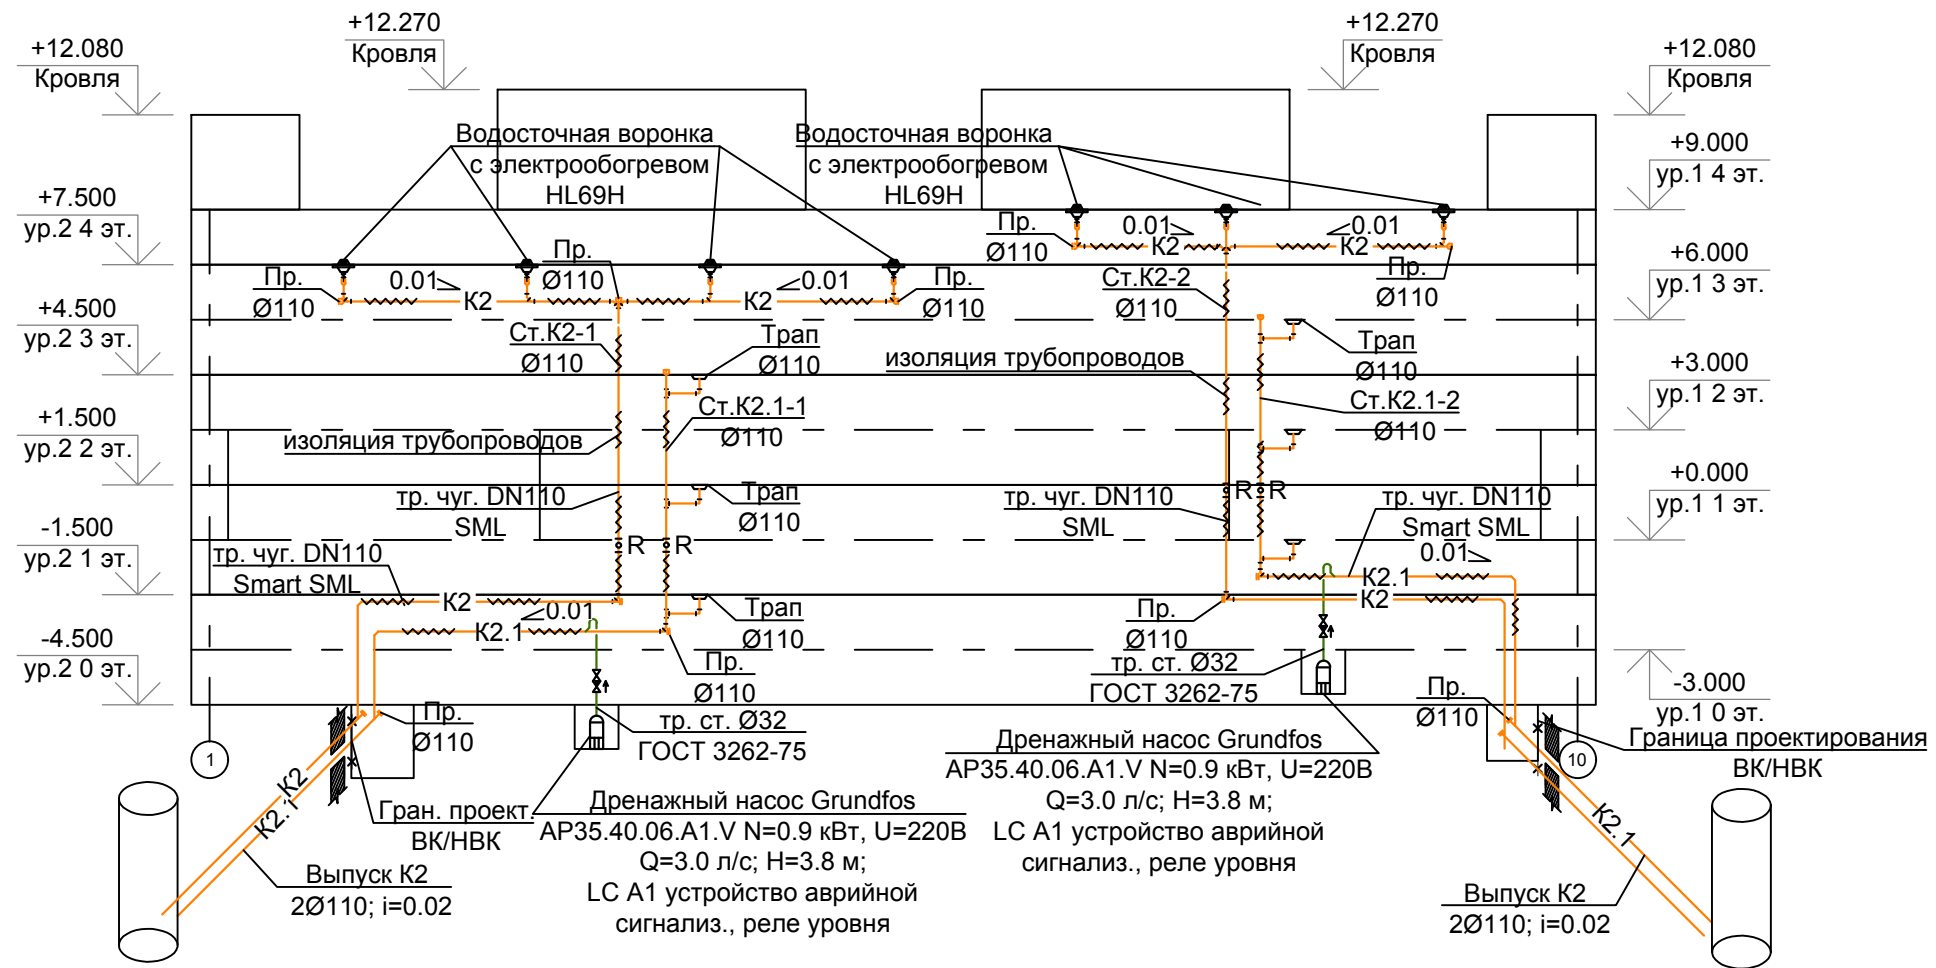 +12.270
Кровля
+12.270
Кровля
+12.080
Кровля
+12.080
Кровля
Водосточная воронка
с электрообогревом
HL69H
Водосточная воронка
с электрообогревом
HL69H
+9.000
ур.1 4 эт.
+7.500
ур.2 4 эт.
Пр.
Ø110
0.01
К2
0.01
К2
Пр.
Ø110
+6.000
ур.1 3 эт.
Пр.
Ø110
0.01
К2
Пр.
Ø110
0.01
К2
Пр.
Ø110
Ст.К2-2
Ø110
+4.500
ур.2 3 эт.
Ст.К2-1
Ø110
Трап
Ø110
изоляция трубопроводов
Трап
Ø110
+3.000
ур.1 2 эт.
Ст.К2.1-1
Ø110
Ст.К2.1-2
Ø110
+1.500
ур.2 2 эт.
изоляция трубопроводов
+0.000
ур.1 1 эт.
тр. чуг. DN110
SML
Трап
Ø110
тр. чуг. DN110
SML
R
R
тр. чуг. DN110
Smart SML
-1.500
ур.2 1 эт.
R
R
тр. чуг. DN110
Smart SML
0.01
К2.1
К2
К2
0.01
К2.1
Трап
Ø110
Пр.
Ø110
-4.500
ур.2 0 эт.
Пр.
Ø110
тр. ст. Ø32
ГОСТ 3262-75
Пр.
Ø110
-3.000
ур.1 0 эт.
Пр.
Ø110
тр. ст. Ø32
ГОСТ 3262-75
1
10
Граница проектирования
ВК/НВК
Дренажный насос Grundfos
AP35.40.06.A1.V N=0.9 кВт, U=220В
Q=3.0 л/с; H=3.8 м;
LC A1 устройство аврийной
сигнализ., реле уровня
К2
К2.1
Гран. проект.
ВК/НВК
Дренажный насос Grundfos
AP35.40.06.A1.V N=0.9 кВт, U=220В
Q=3.0 л/с; H=3.8 м;
LC A1 устройство аврийной
сигнализ., реле уровня
К2.1
Выпуск К2
2Ø110; i=0.02
Выпуск К2
2Ø110; i=0.02